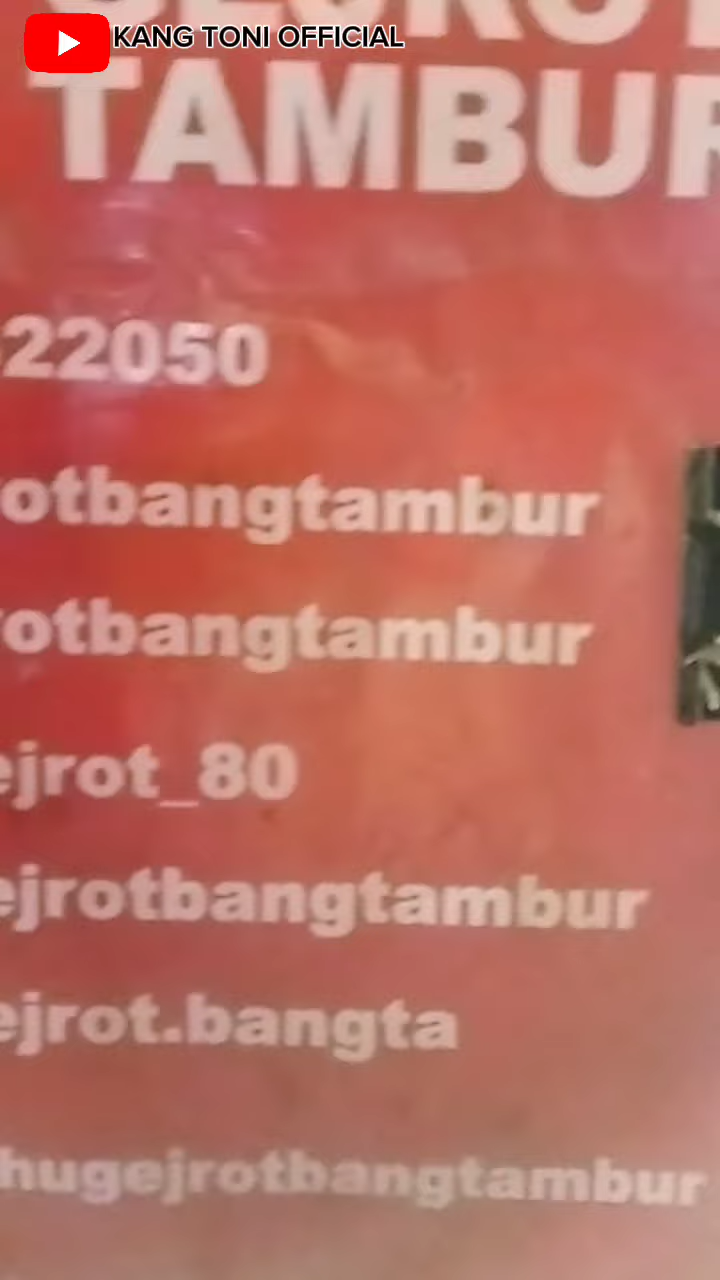 KANG TONI OFFICIAL
TAMBUR
22050
otbangtambur
otbangtambur
ejrot_80
ejrotbangtambur
ejrot.bangta
hugejrotbangtambur